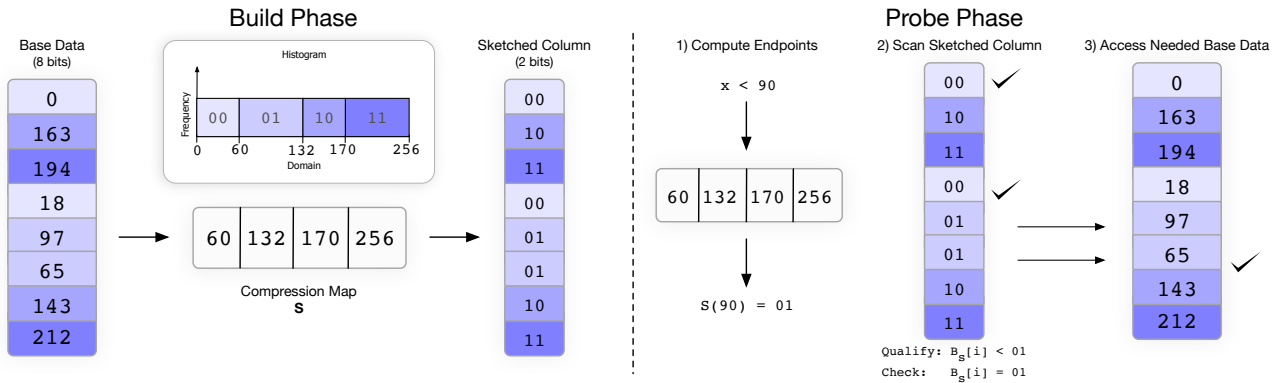 Build Phase
Base Data
(8 bits)
0
163
194
18
97
65
143
212
Histogram
Frequency
00 01 10 11
0 60 132 170 256
Domain
60 132 170 256
Compression Map
S
Sketched Column
(2 bits)
00
10
11
00
01
01
10
11
Probe Phase
1) Compute Endpoints
x < 90
60 132 170 256
S(90) = 01
2) Scan Sketched Column
00
10
11
00
01
01
10
11
Qualify: BS[i] < 01
Check: BS[i] = 01
3) Access Needed Base Data
0
163
194
18
97
65
143
212